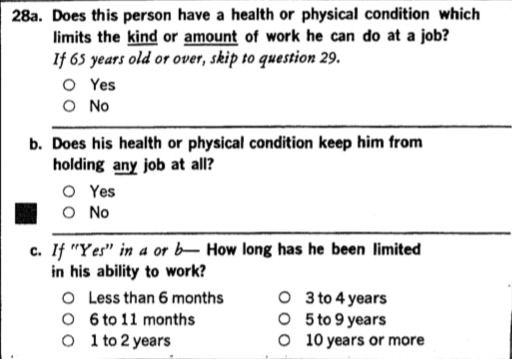 28a. Does this person have a health or physical condition which
limits the kind or amount of work he can do at a job?
If 65 years old or over, skip to question 29.
Yes
No
b. Does his health or physical condition keep him from
holding any job at all?
Yes
No
c. If "Yes" in a or b— How long has he been limited
in his ability to work?
Less than 6 months
6 to 11 months
1 to 2 years
3 to 4 years
5 to 9 years
10 years or more